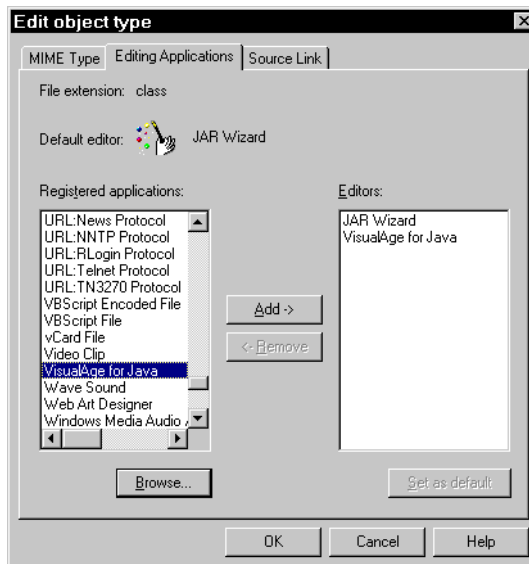 Edit object type
MIME Type
Editing Applications
Source Link
File extension: class
Default editor:
JAR Wizard
Registered applications:
URL:News Protocol
URL:NNTP Protocol
URL:RLogin Protocol
URL:Telnet Protocol
URL:TN3270 Protocol
VBScript Encoded File
VBScript File
vCard File
Video Clip
VisualAge for Java
Wave Sound
Web Art Designer
Windows Media Audio
Add ->
<- Remove
Editors:
JAR Wizard
VisualAge for Java
Browse...
Set as default
OK
Cancel
Help